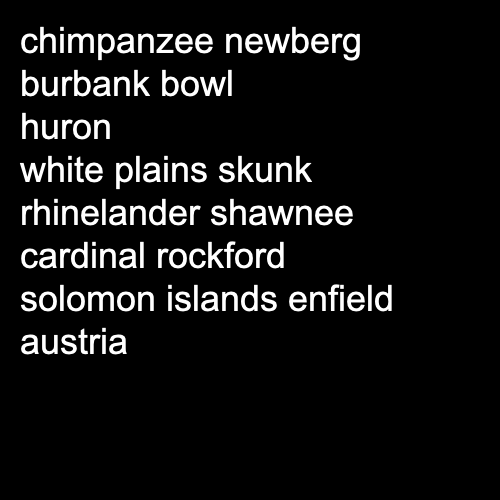 chimpanzee newberg
burbank bowl
huron
white plains skunk
rhinelander shawnee
cardinal rockford
solomon islands enfield
austria